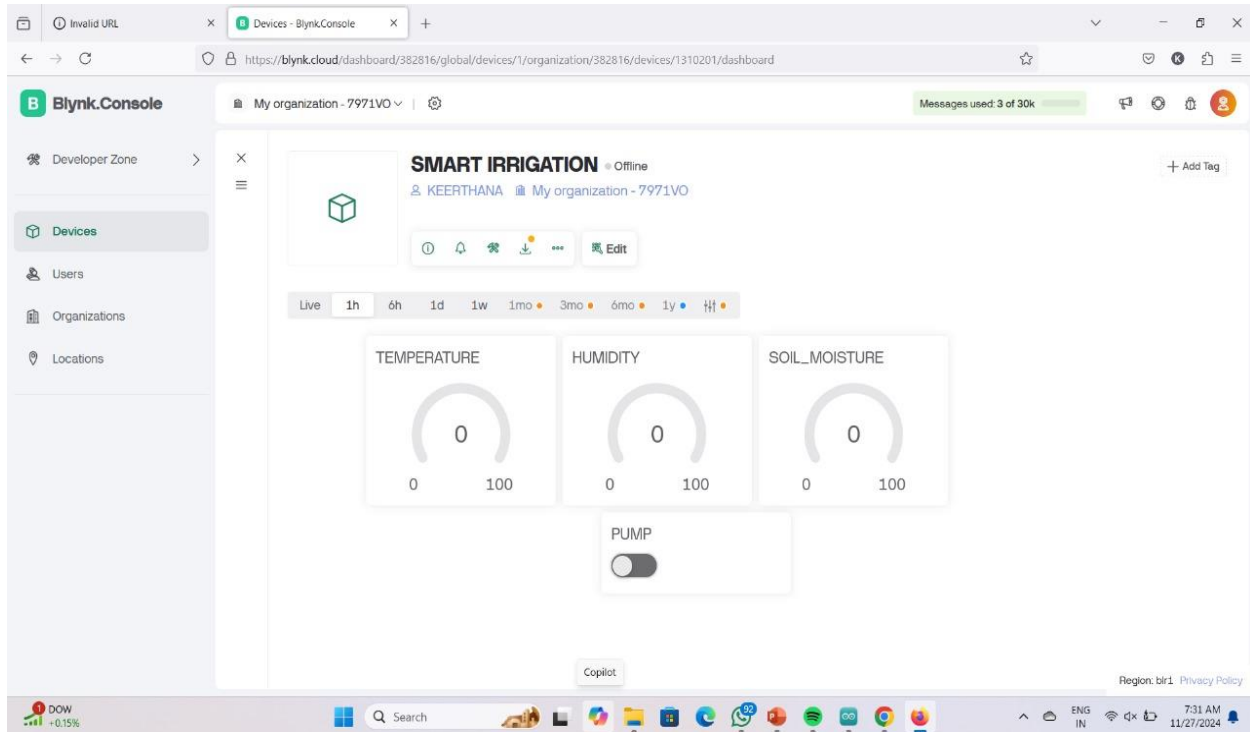 Invalid URL
B Devices - Blynk.Console
https://blynk.cloud/dashboard/382816/global/devices/1/organization/382816/devices/1310201/dashboard
K
B Blynk.Console
My organization - 7971VO
Messages used: 3 of 30k
Developer Zone
Devices
Users
Organizations
Locations
SMART IRRIGATION Offline
KEERTHANA My organization - 7971VO
+ Add Tag
Edit
Live 1h 6h 1d 1w 1mo 3mo 6mo 1y
TEMPERATURE HUMIDITY SOIL_MOISTURE
0 0 0
0 100 0 100 0 100
PUMP
Copilot
Region: blr1 Privacy Policy
1 DOW
+0.15%
Search
92
ENG
IN
7:31 AM
11/27/2024